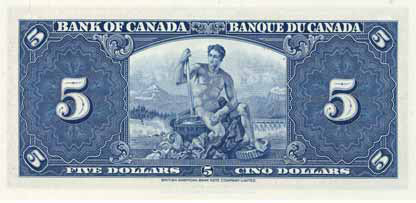 BANK OF CANADA BANQUE DU CANADA
5 5
5 5
5 5
FIVE DOLLARS 5 CINQ DOLLARS
BRITISH AMERICAN BANK NOTE COMPANY LIMITED